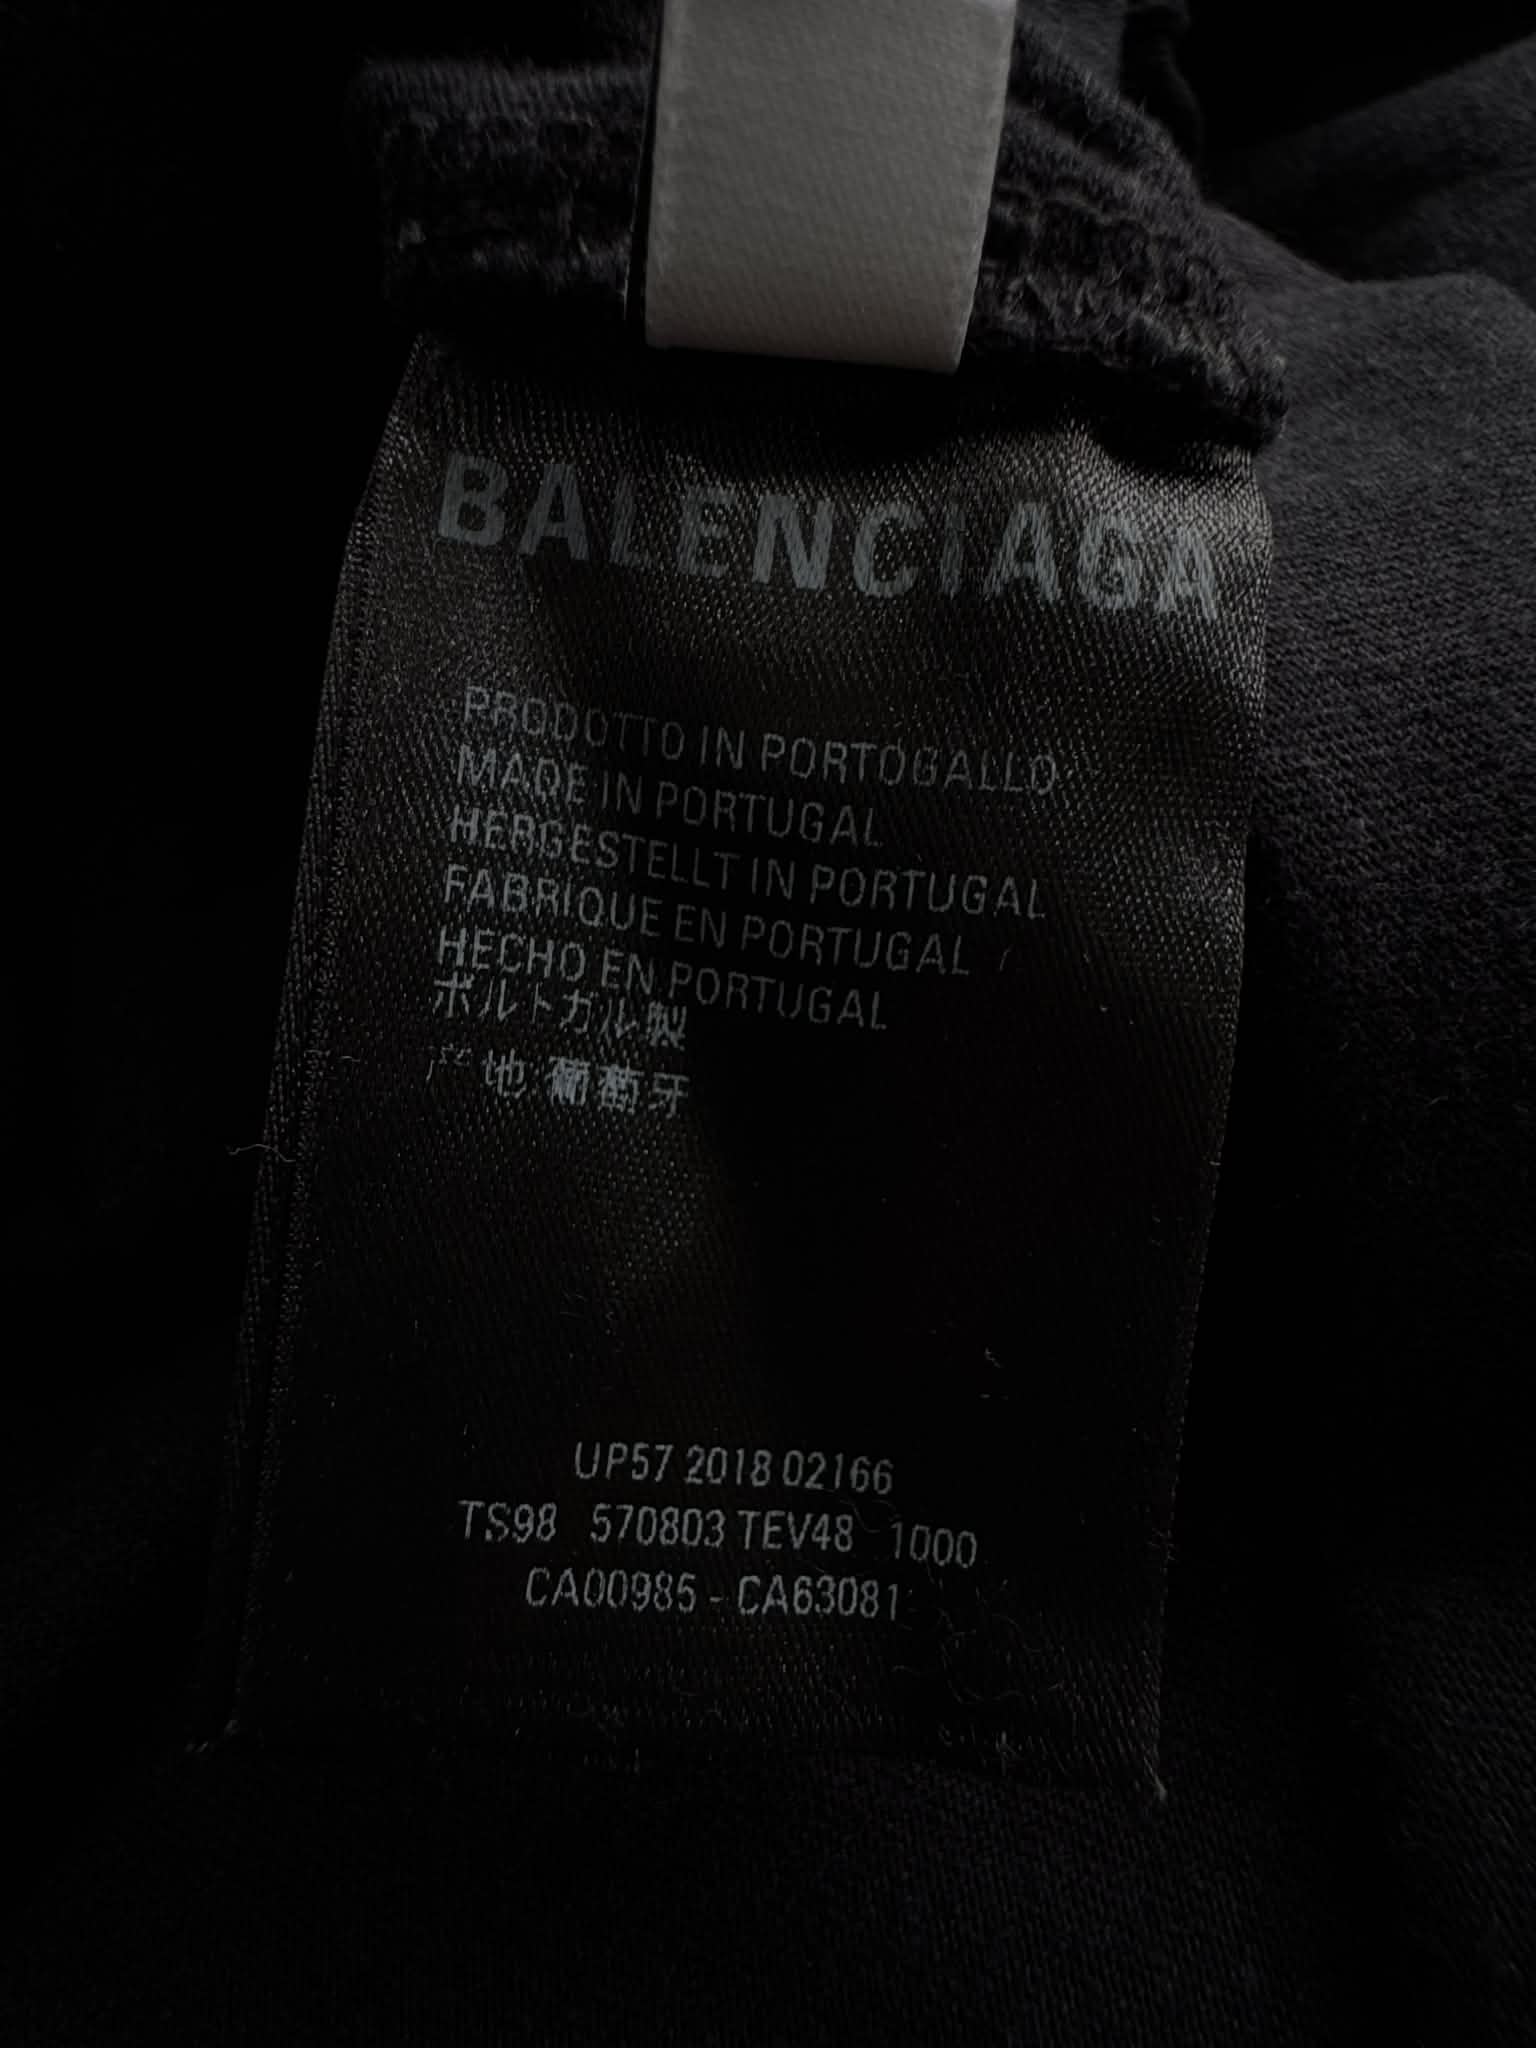 BALENCIAGA
PRODOTTO IN PORTOGALLO
MADE IN PORTUGAL
HERGESTELLT IN PORTUGAL
FABRIQUE EN PORTUGAL
HECHO EN PORTUGAL
ポルトガル製
产地 葡萄牙
UP57 2018 02166
TS98 570803 TEV48 1000
CA00985 - CA63081